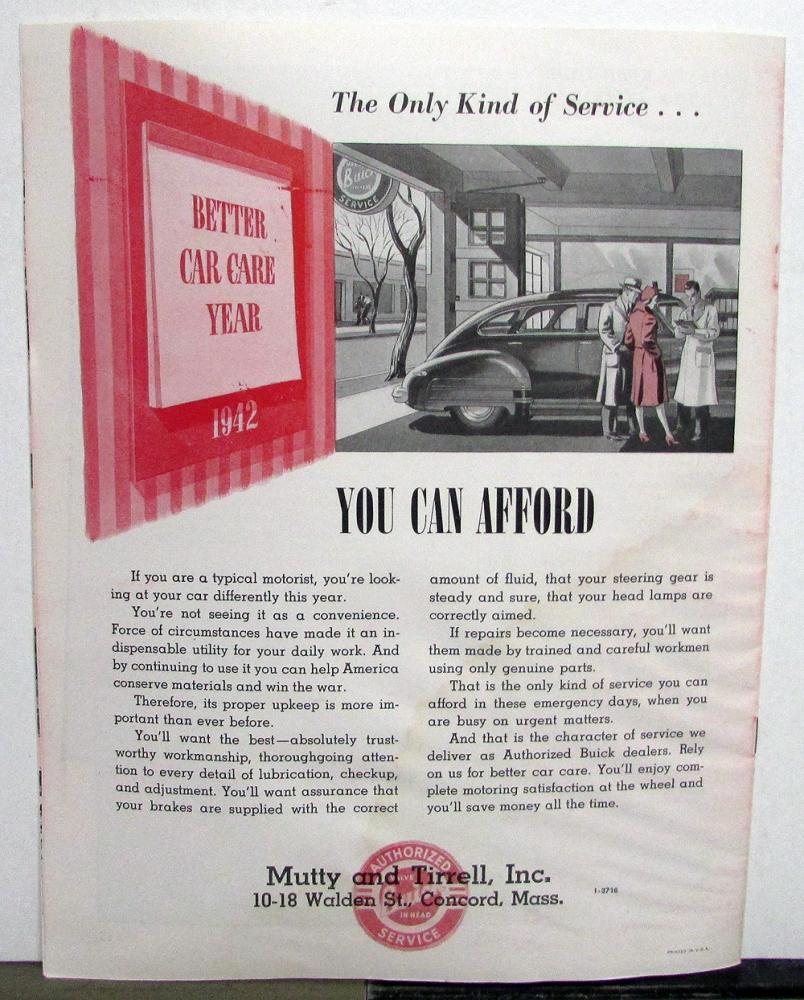 The Only Kind of Service . . .
Buick
SERVICE
BETTER
CAR CARE
YEAR
1942
YOU CAN AFFORD
If you are a typical motorist, you're look-
ing at your car differently this year.
You're not seeing it as a convenience.
Force of circumstances have made it an in-
dispensable utility for your daily work. And
by continuing to use it you can help America
conserve materials and win the war.
Therefore, its proper upkeep is more im-
portant than ever before.
You'll want the best—absolutely trust-
worthy workmanship, thoroughgoing atten-
tion to every detail of lubrication, checkup,
and adjustment. You'll want assurance that
your brakes are supplied with the correct
amount of fluid, that your steering gear is
steady and sure, that your head lamps are
correctly aimed.
If repairs become necessary, you'll want
them made by trained and careful workmen
using only genuine parts.
That is the only kind of service you can
afford in these emergency days, when you
are busy on urgent matters.
And that is the character of service we
deliver as Authorized Buick dealers. Rely
on us for better car care. You'll enjoy com-
plete motoring satisfaction at the wheel and
you'll save money all the time.
AUTHORIZED
Mutty and Tirrell, Inc.
10-18 Walden St., Concord, Mass.
IN HEAD
SERVICE
1-3716
PRINTED IN U.S.A.